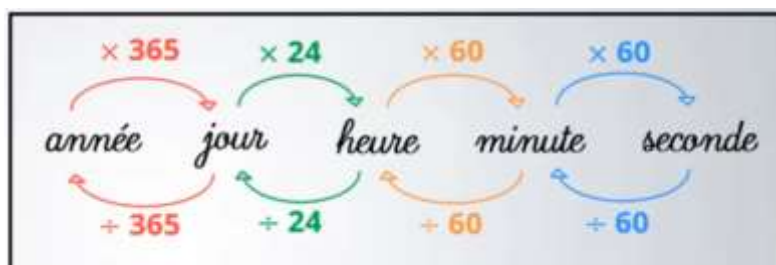 × 365 × 24 × 60 × 60
année jour heure minute seconde
÷ 365 ÷ 24 ÷ 60 ÷ 60